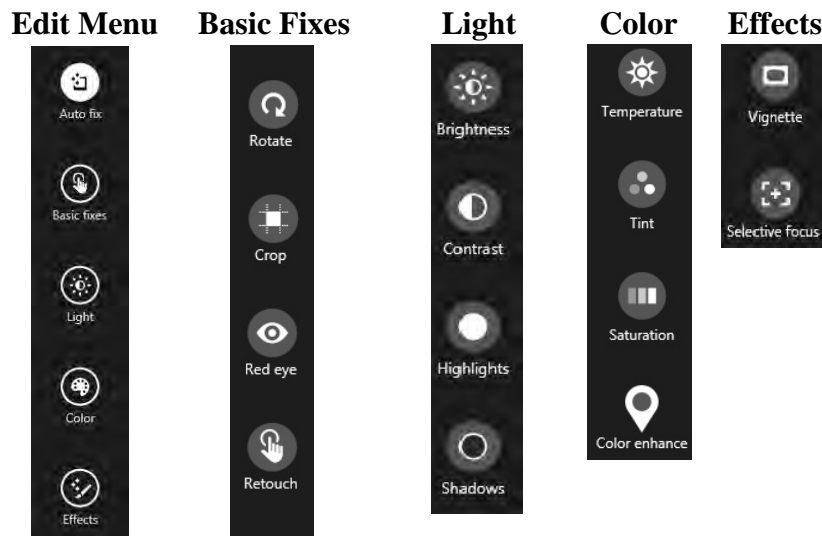 Edit Menu
Auto fix
Basic fixes
Light
Color
Effects
Basic Fixes
Rotate
Crop
Red eye
Retouch
Light
Brightness
Contrast
Highlights
Shadows
Color
Temperature
Tint
Saturation
Color enhance
Effects
Vignette
Selective focus